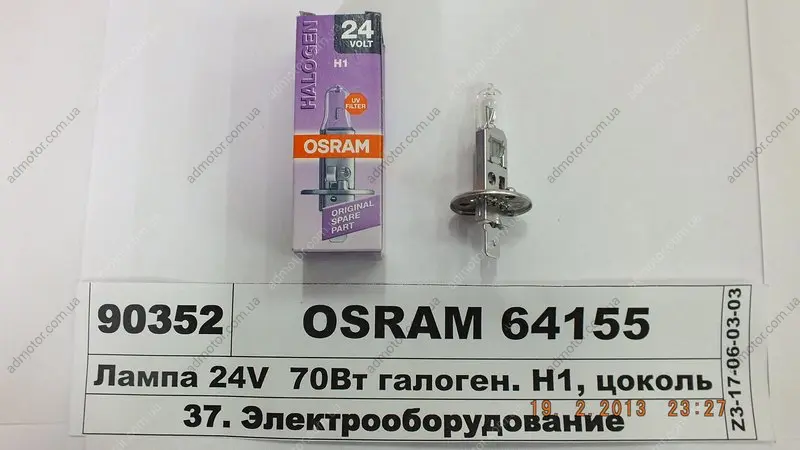 HALOGEN
24
VOLT
H1
UV
FILTER
OSRAM
ORIGINAL
SPARE
PART
90352
OSRAM 64155
Лампа 24V 70Вт галоген. H1, цоколь
37. Электрооборудование
Z3-17-06-03-03
19. 2.2013 23:27
admotor.com.ua